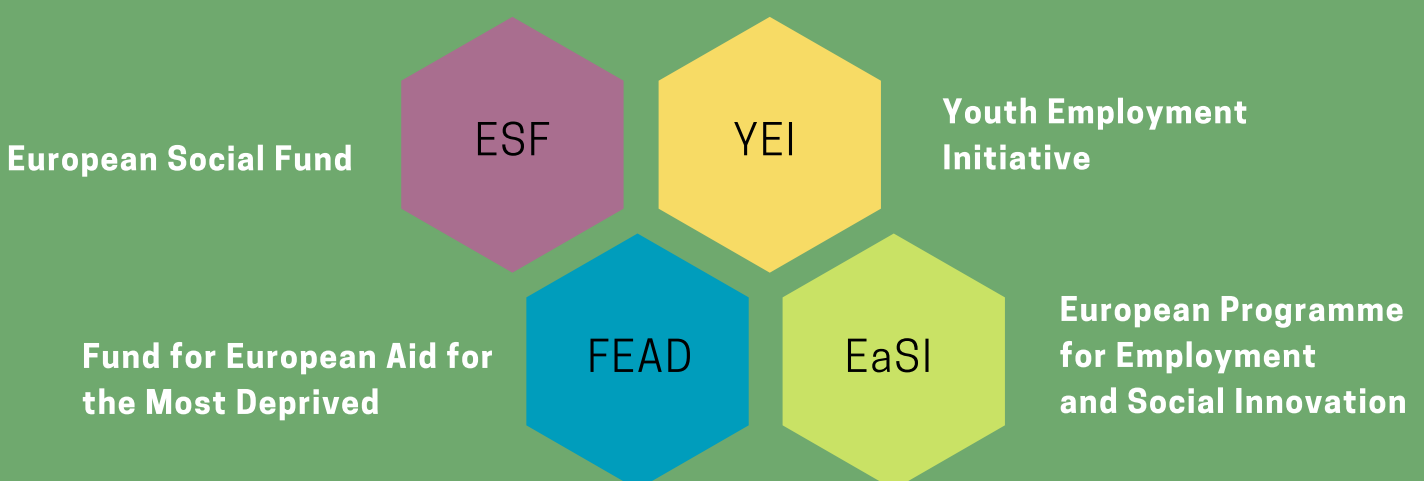 European Social Fund
ESF
YEI
Youth Employment
Initiative
Fund for European Aid for
the Most Deprived
FEAD
EaSI
European Programme
for Employment
and Social Innovation